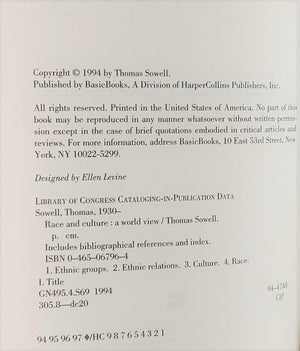 Copyright © 1994 by Thomas Sowell.
Published by BasicBooks, A Division of HarperCollins Publishers, Inc.
All rights reserved. Printed in the United States of America. No part of this
book may be reproduced in any manner whatsoever without written permis-
sion except in the case of brief quotations embodied in critical articles and
reviews. For more information, address BasicBooks, 10 East 53rd Street, New
York, NY 10022-5299.
Designed by Ellen Levine
LIBRARY OF CONGRESS CATALOGING-IN-PUBLICATION DATA
Sowell, Thomas, 1930–
Race and culture : a world view / Thomas Sowell.
p. cm.
Includes bibliographical references and index.
ISBN 0–465–06796–4
1. Ethnic groups. 2. Ethnic relations. 3. Culture. 4. Race.
I. Title
GN495.4.S69 1994
305.8—dc20
94-4748
CIP
94 95 96 97 ◆/HC 9 8 7 6 5 4 3 2 1